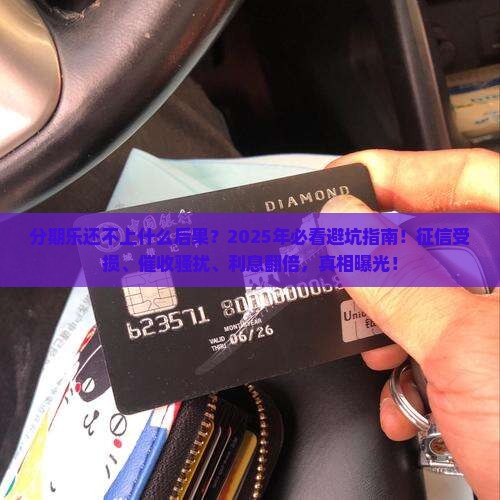 DIAMOND
中国银行
分期乐还不上什么后果？2025年必看避坑指南！征信受
损、催收骚扰、利息翻倍，真相曝光！
623571
MONTH/YEAR
VALID
THRU
06/26